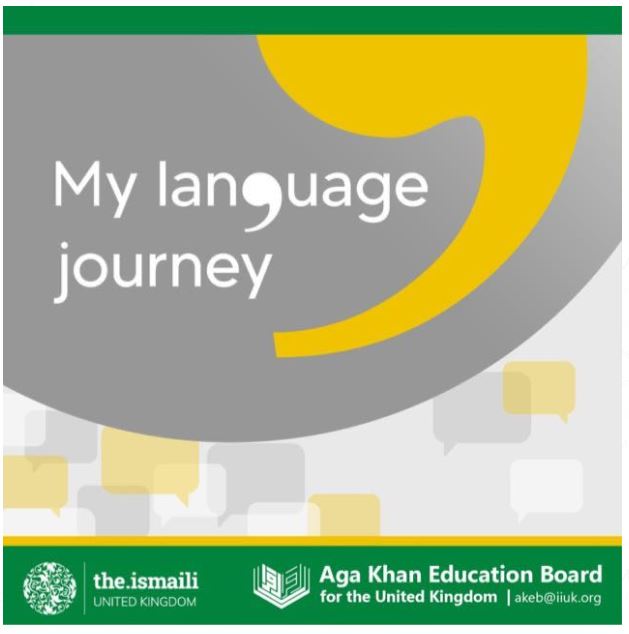 My language
journey
the.ismaili
UNITED KINGDOM
Aga Khan Education Board
for the United Kingdom | akeb@iiuk.org